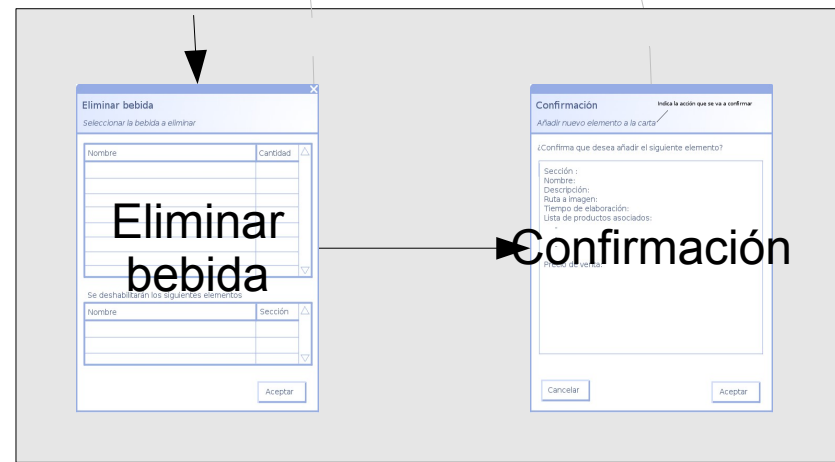 Eliminar bebida
Seleccionar la bebida a eliminar
Nombre
Cantidad
Eliminar
bebida
Se deshabilitarán los siguientes elementos
Nombre
Sección
Aceptar
Confirmación
Indica la acción que se va a confirmar
Añadir nuevo elemento a la carta
¿Confirma que desea añadir el siguiente elemento?
Sección :
Nombre:
Descripción:
Ruta a imagen:
Tiempo de elaboración:
Lista de productos asociados:
-
Confirmación
Precio de venta:
Cancelar
Aceptar